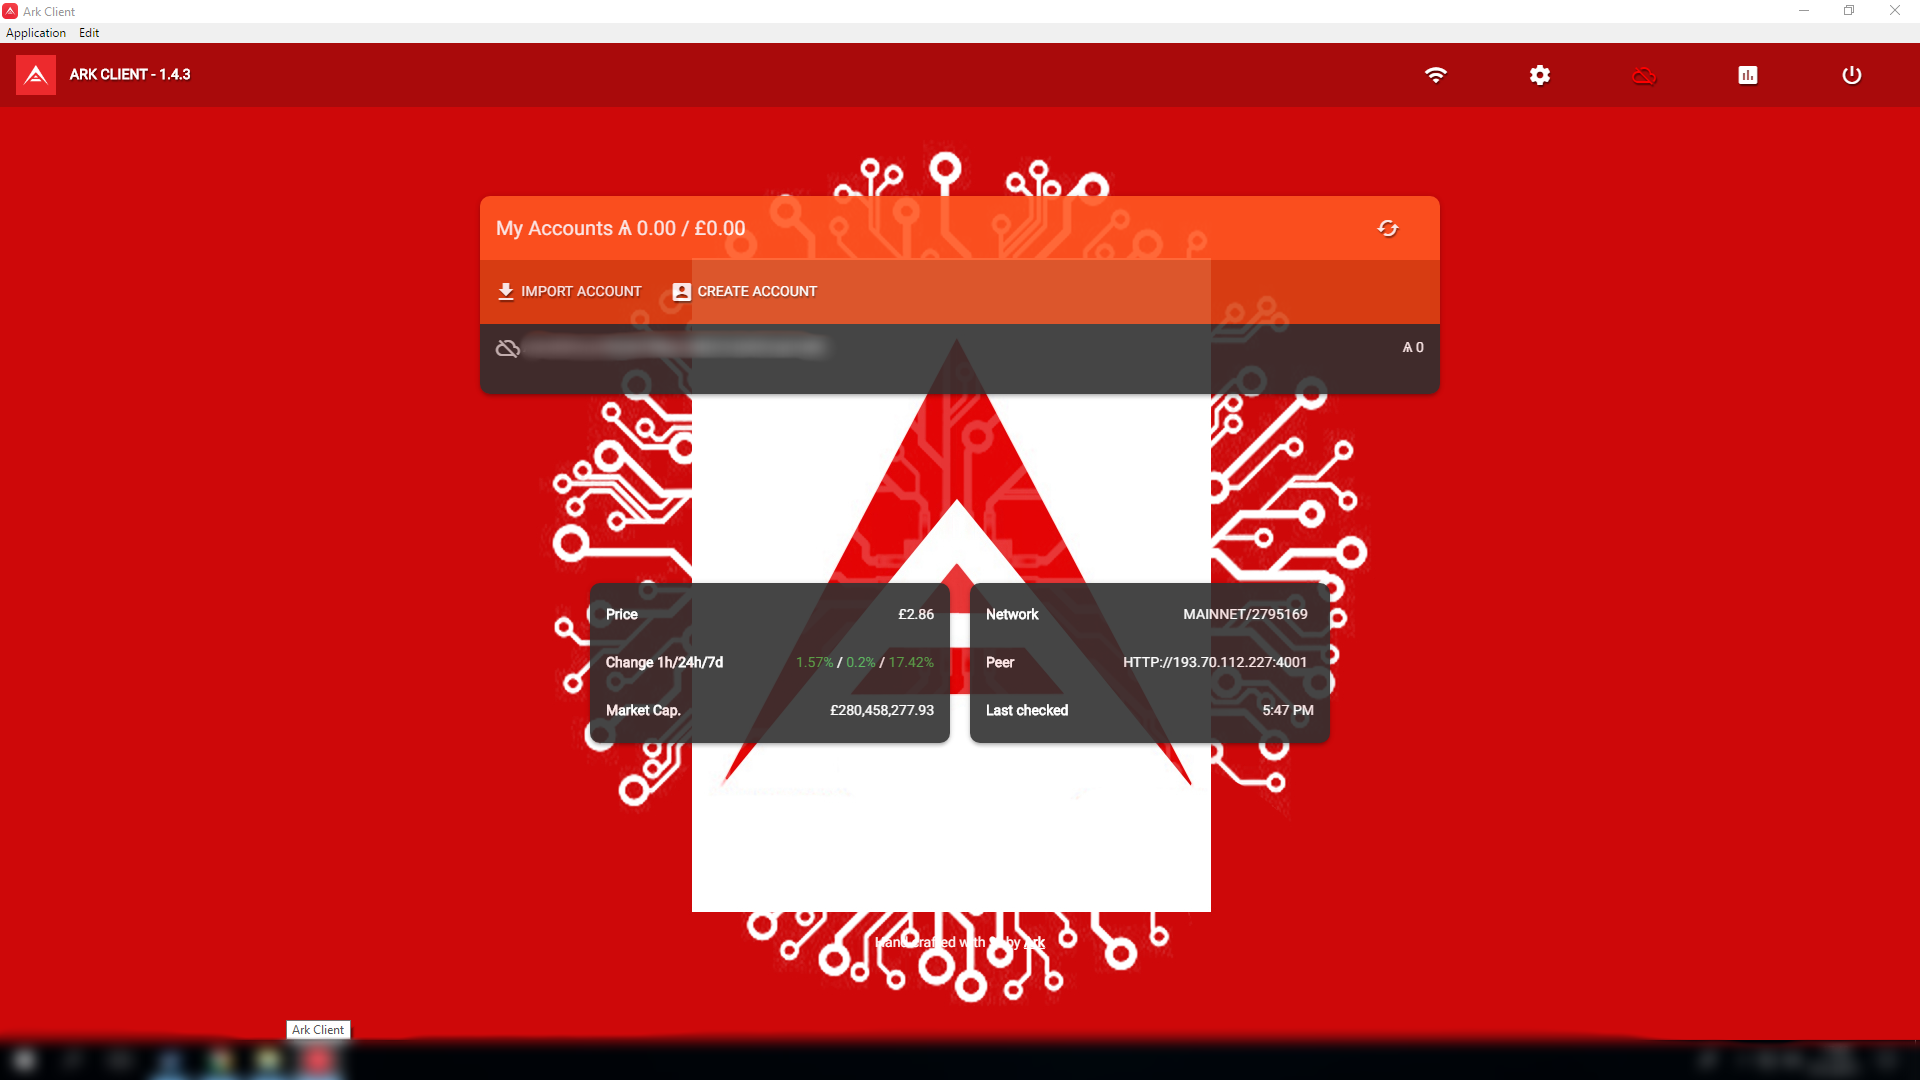 Ark Client
Application Edit
ARK CLIENT - 1.4.3
My Accounts Ѧ 0.00 / £0.00
IMPORT ACCOUNT CREATE ACCOUNT
Ѧ 0
Price £2.86
Change 1h/24h/7d 1.57% / 0.2% / 17.42%
Market Cap. £280,458,277.93
Network MAINNET/2795169
Peer HTTP://193.70.112.227:4001
Last checked 5:47 PM
Hand crafted with by Ark
Ark Client